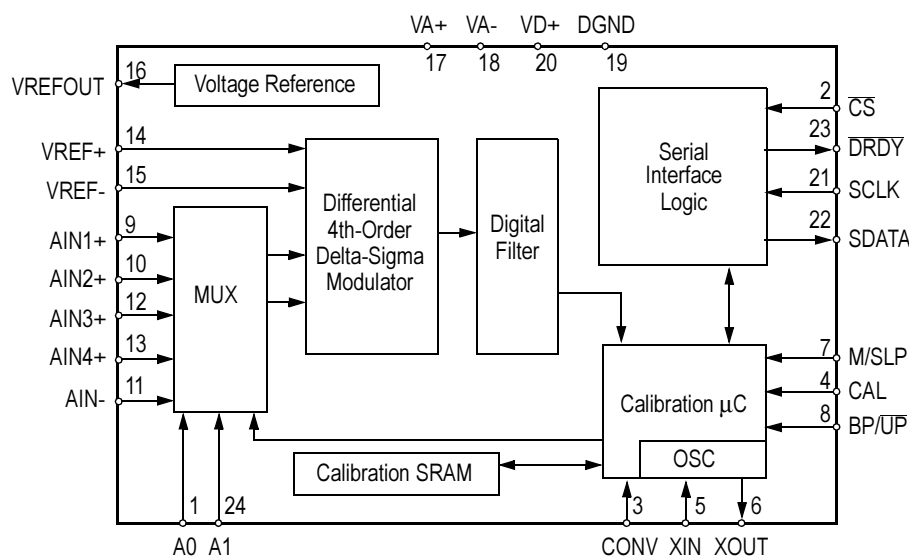 VA+ VA- VD+ DGND
17 18 20 19
VREFOUT 16
Voltage Reference
2 C̅S̅
VREF+ 14
23 D̅R̅D̅Y̅
VREF- 15
21 SCLK
22 SDATA
Serial
Interface
Logic
Differential
4th-Order
Delta-Sigma
Modulator
Digital
Filter
AIN1+ 9
AIN2+ 10
AIN3+ 12
AIN4+ 13
AIN- 11
MUX
7 M/SLP
4 CAL
8 BP/U̅P̅
Calibration µC
OSC
Calibration SRAM
1 24 3 5 6
A0 A1 CONV XIN XOUT